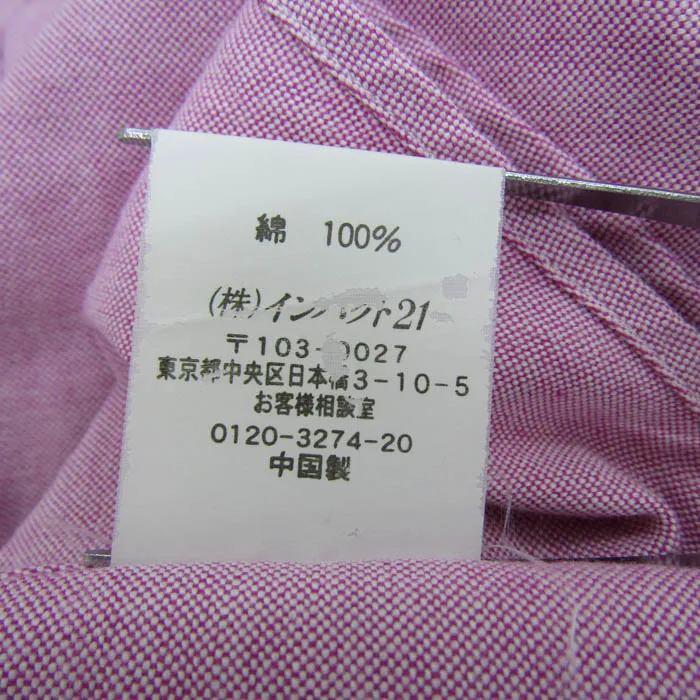 綿 100%
(株)インパクト21
〒103-0027
東京都中央区日本橋3-10-5
お客様相談室
0120-3274-20
中国製